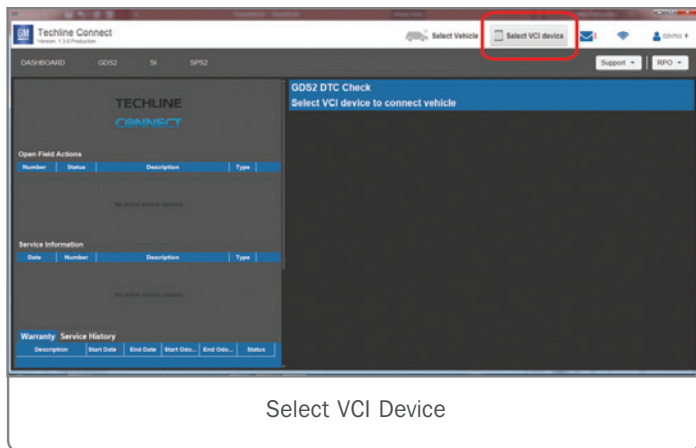 GM Techline Connect
Version: 1.3.0 Production
Select Vehicle
Select VCI device
DASHBOARD GDS2 SI SPS2
Support
RPO
GDS2 DTC Check
Select VCI device to connect vehicle
TECHLINE
CONNECT
Open Field Actions
Number Status Description Type
No active vehicle session
Service Information
Date Number Description Type
No active vehicle session
Warranty Service History
Description Start Date End Date Start Odo... End Odo... Status
Select VCI Device